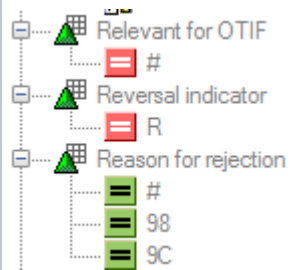 Relevant for OTIF
#
Reversal indicator
R
Reason for rejection
#
98
9C